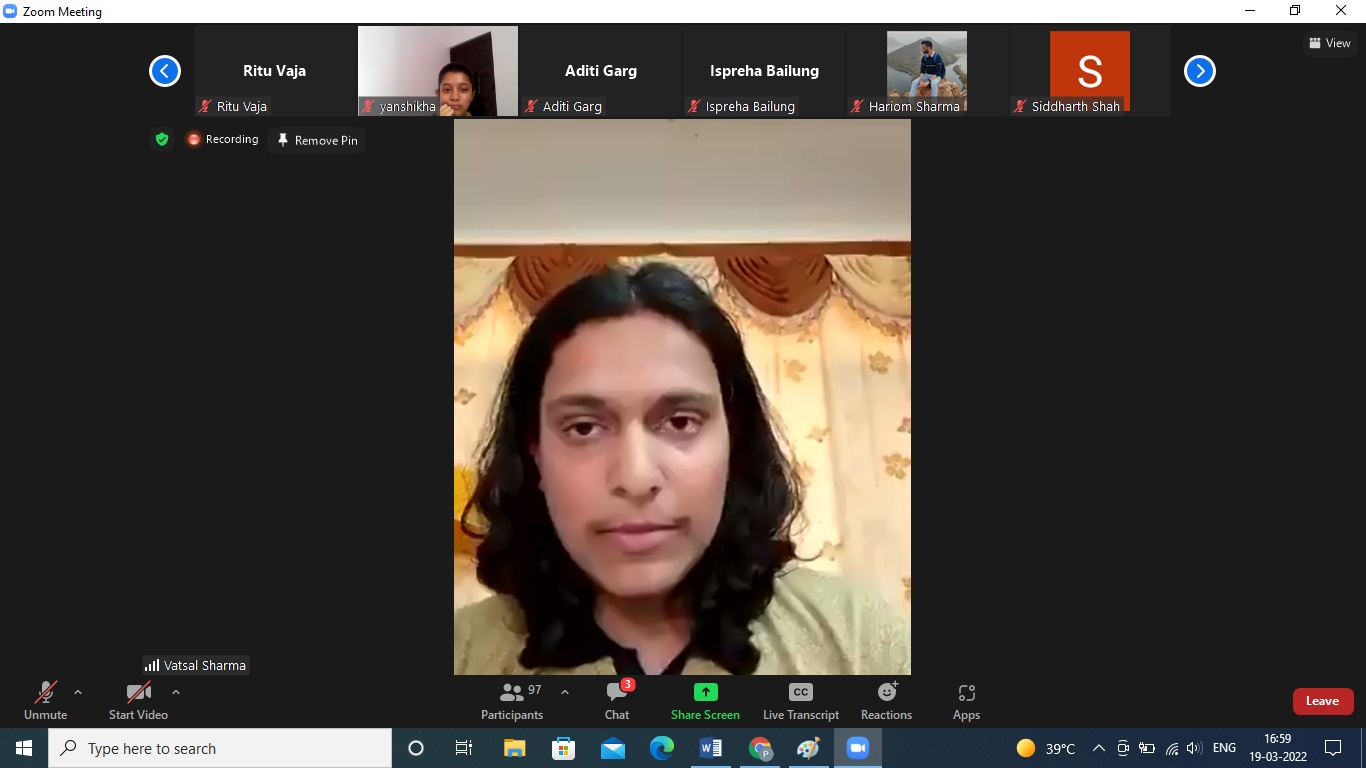 Zoom Meeting
View
Ritu Vaja
Aditi Garg
Ispreha Bailung
S
Ritu Vaja
yanshikha
Aditi Garg
Ispreha Bailung
Hariom Sharma
Siddharth Shah
Recording
Remove Pin
Vatsal Sharma
97
3
CC
Unmute
Start Video
Participants
Chat
Share Screen
Live Transcript
Reactions
Apps
Leave
Type here to search
W
P
39°C
ENG
16:59
19-03-2022